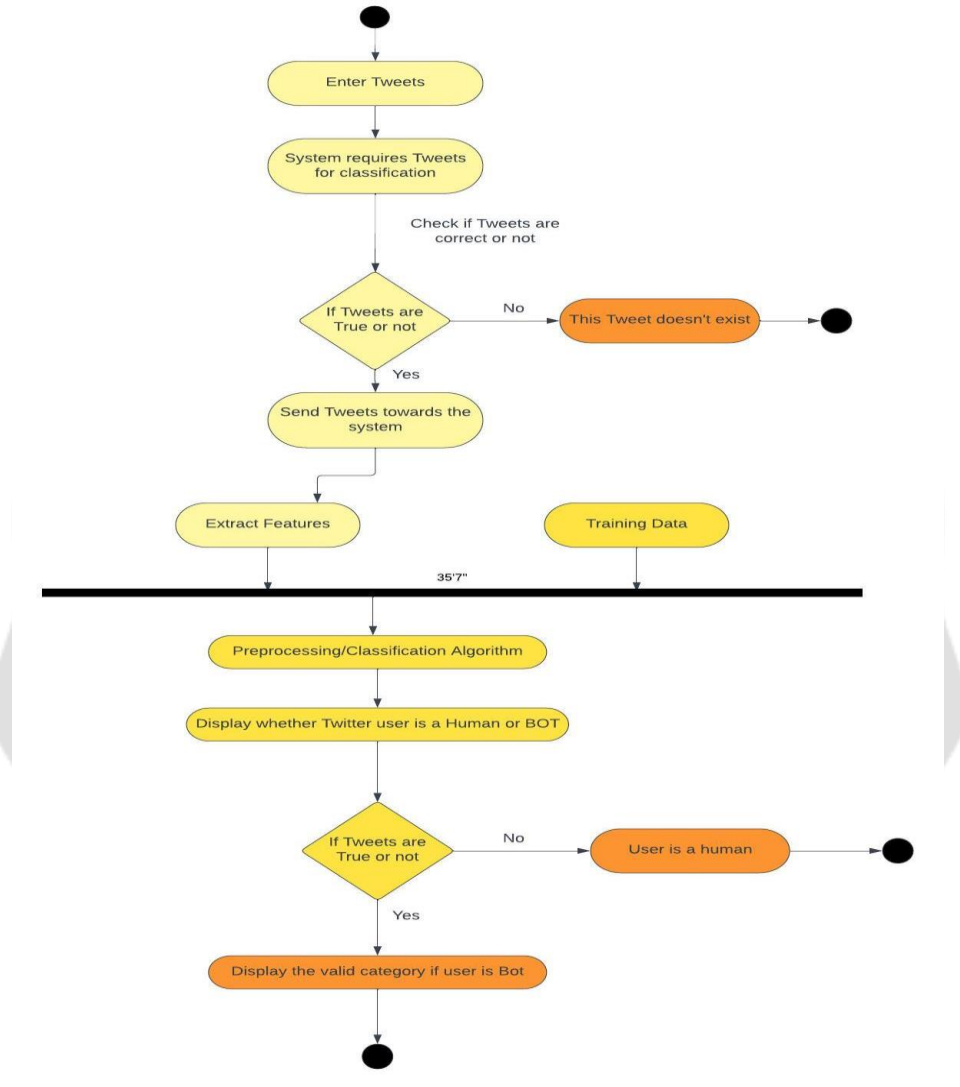 Enter Tweets
System requires Tweets
for classification
Check if Tweets are
correct or not
If Tweets are
True or not
No
This Tweet doesn't exist
Yes
Send Tweets towards the
system
Extract Features
Training Data
35'7"
Preprocessing/Classification Algorithm
Display whether Twitter user is a Human or BOT
If Tweets are
True or not
No
User is a human
Yes
Display the valid category if user is Bot